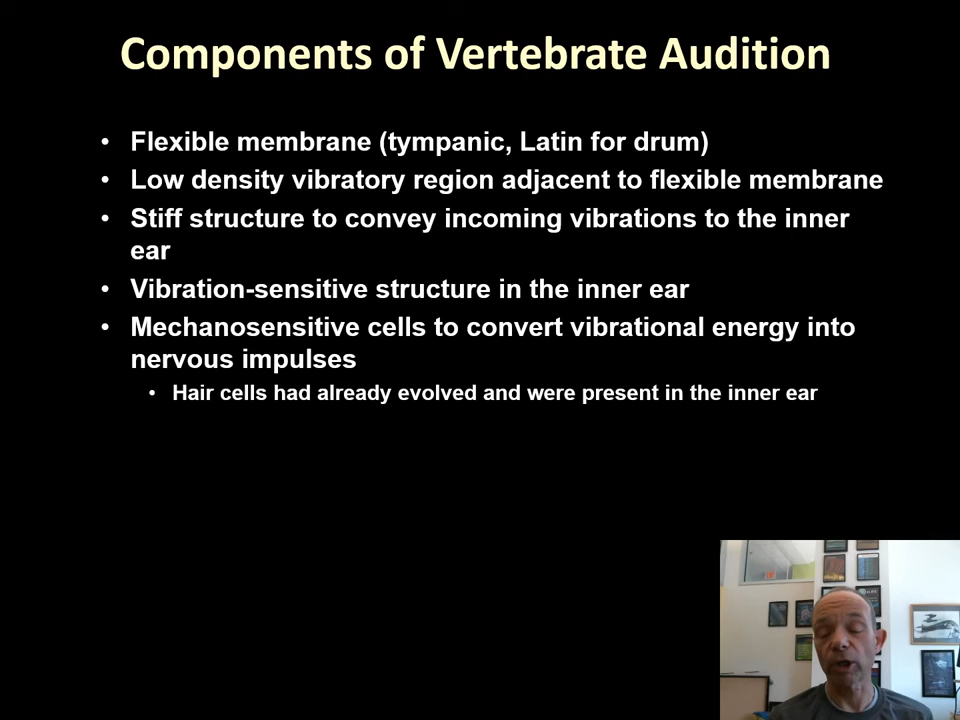 Components of Vertebrate Audition
• Flexible membrane (tympanic, Latin for drum)
• Low density vibratory region adjacent to flexible membrane
• Stiff structure to convey incoming vibrations to the inner
ear
• Vibration-sensitive structure in the inner ear
• Mechanosensitive cells to convert vibrational energy into
nervous impulses
• Hair cells had already evolved and were present in the inner ear